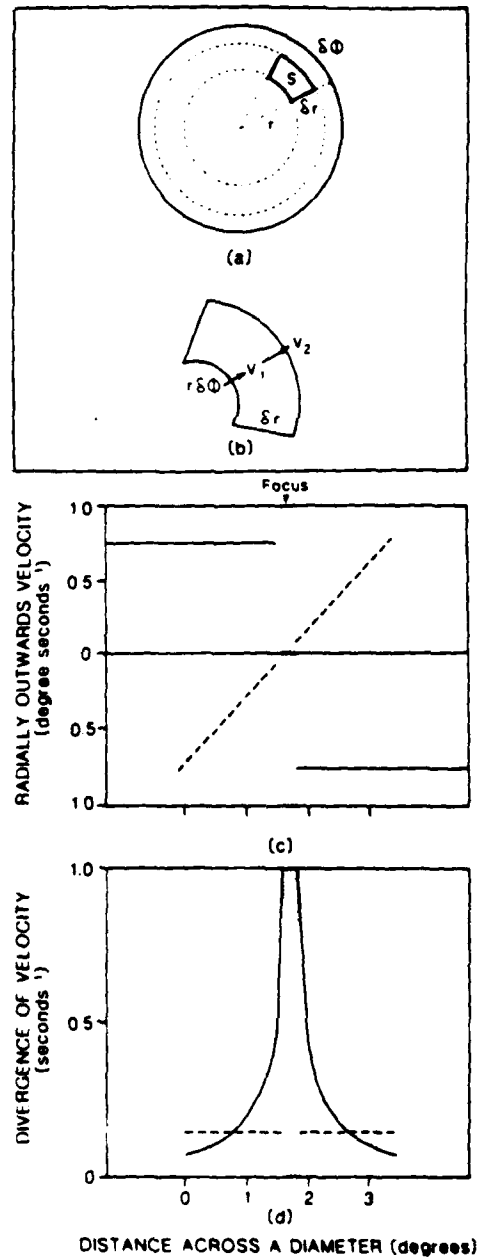 δΦ
S
δr
r
(a)
V₂
V₁
rδΦ
δr
(b)
Focus
RADIALLY OUTWARDS VELOCITY
(degree seconds ¹)
1 0
0 5
0
0 5
1 0
(c)
DIVERGENCE OF VELOCITY
(seconds ¹)
1.0
0 5
0
0 1 2 3
(d)
DISTANCE ACROSS A DIAMETER (degrees)